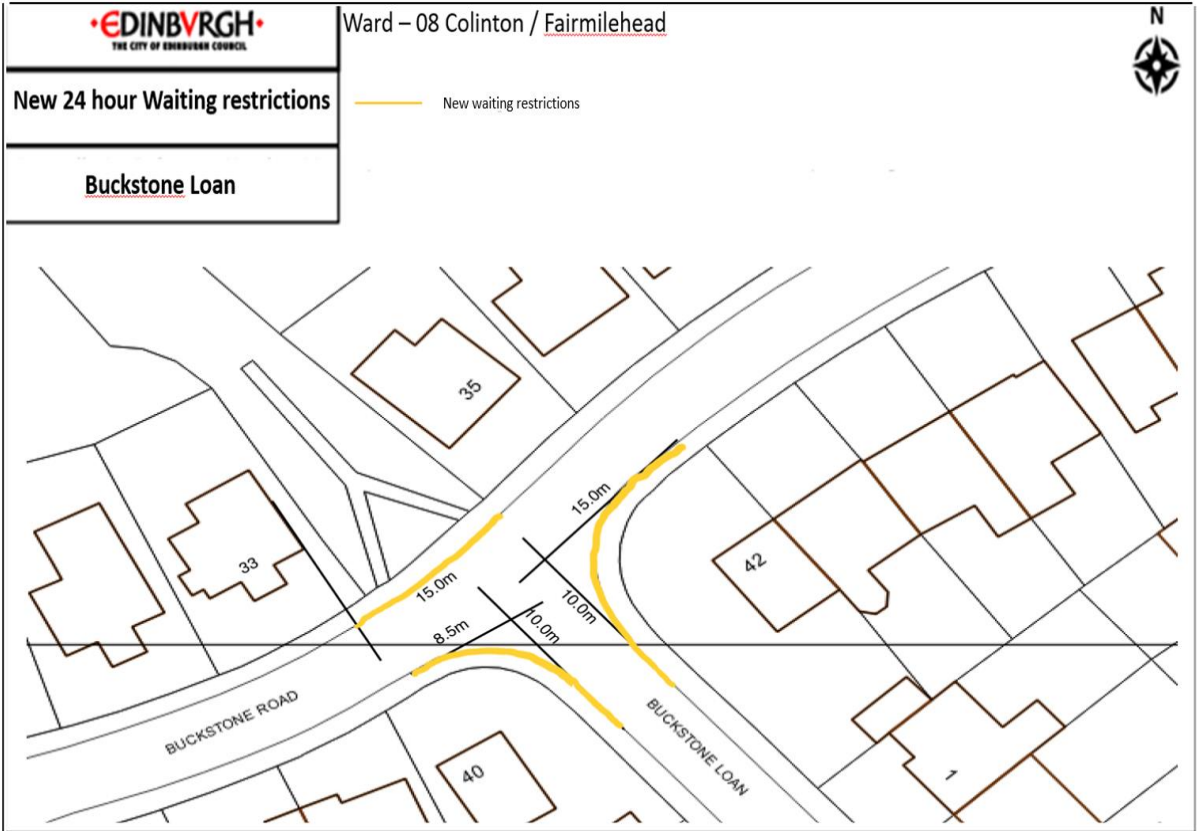 •EDINBVRGH•
THE CITY OF EDINBURGH COUNCIL
Ward – 08 Colinton / Fairmilehead
N
New 24 hour Waiting restrictions
New waiting restrictions
Buckstone Loan
35
33
42
15.0m
15.0m
10.0m
8.5m
10.0m
BUCKSTONE ROAD
BUCKSTONE LOAN
40
1